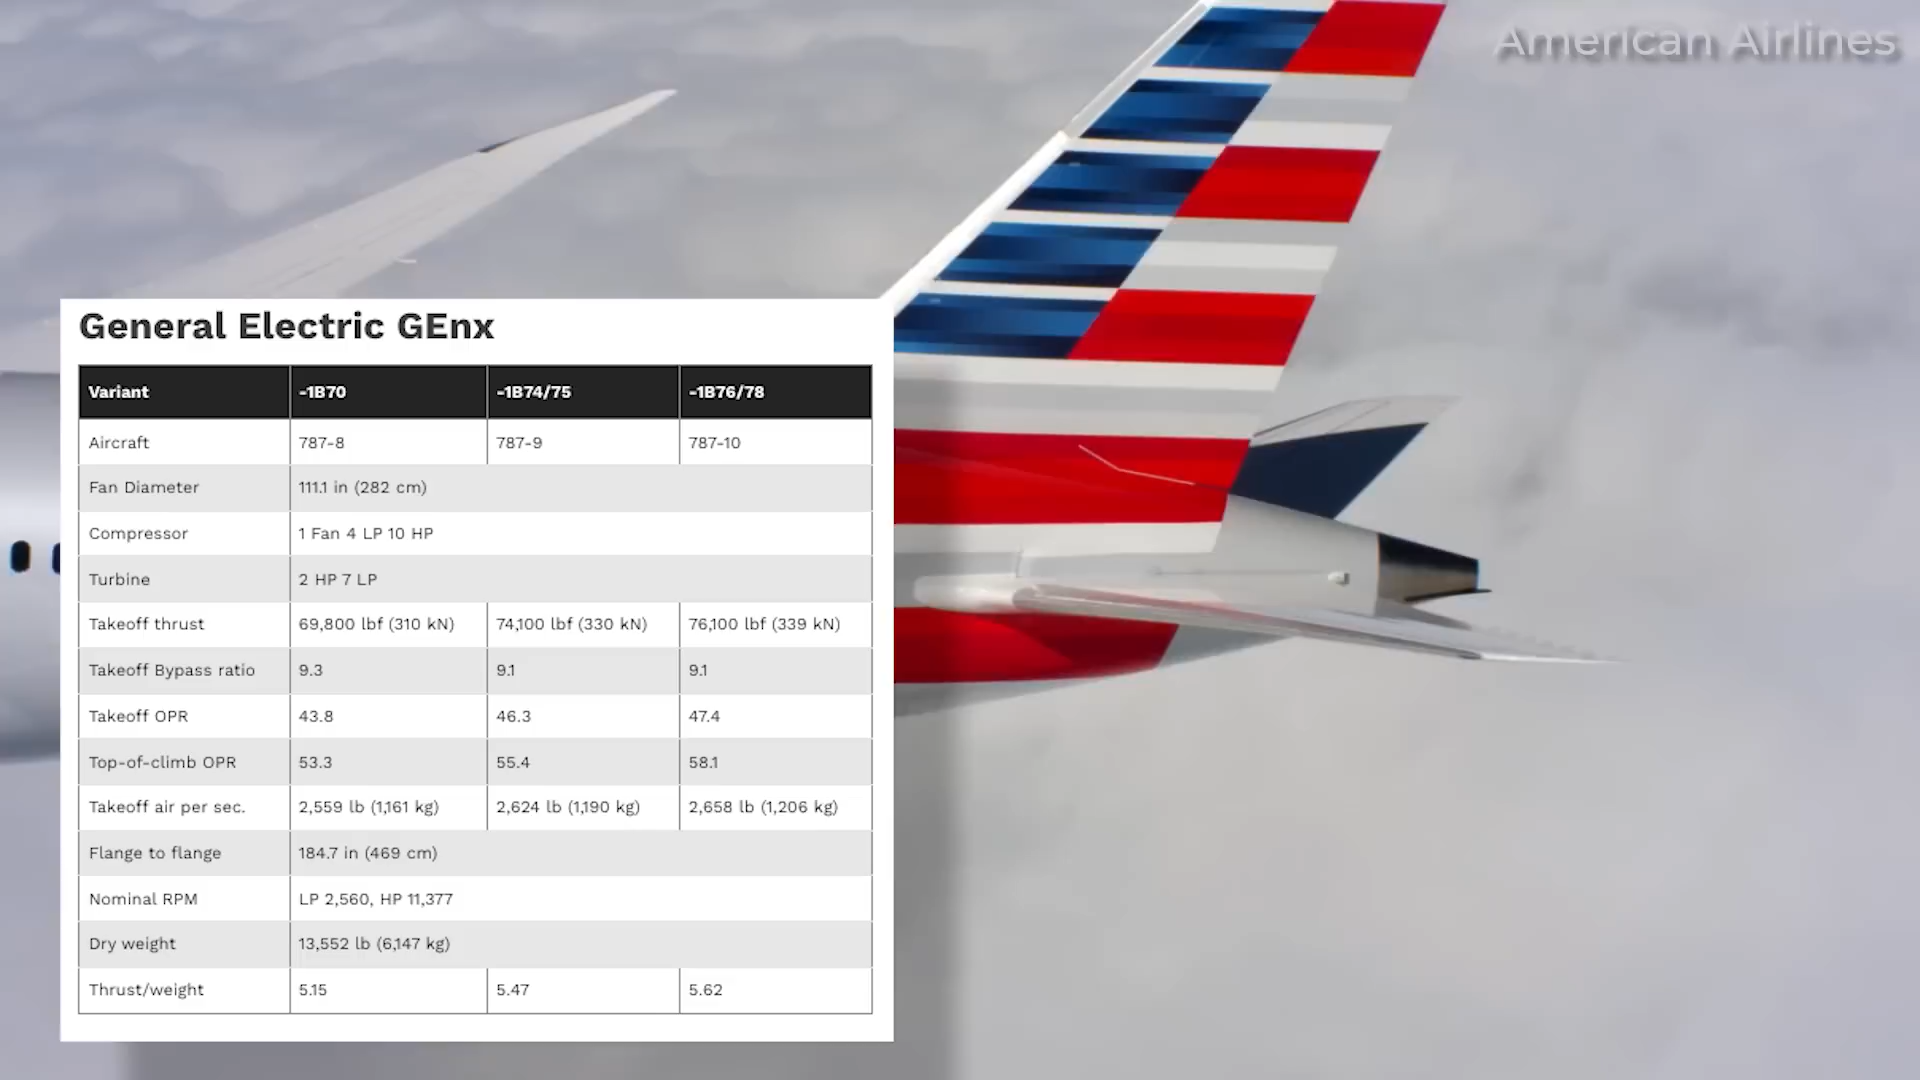 American Airlines
General Electric GEnx
Variant -1B70 -1B74/75 -1B76/78
Aircraft 787-8 787-9 787-10
Fan Diameter 111.1 in (282 cm)
Compressor 1 Fan 4 LP 10 HP
Turbine 2 HP 7 LP
Takeoff thrust 69,800 lbf (310 kN) 74,100 lbf (330 kN) 76,100 lbf (339 kN)
Takeoff Bypass ratio 9.3 9.1 9.1
Takeoff OPR 43.8 46.3 47.4
Top-of-climb OPR 53.3 55.4 58.1
Takeoff air per sec. 2,559 lb (1,161 kg) 2,624 lb (1,190 kg) 2,658 lb (1,206 kg)
Flange to flange 184.7 in (469 cm)
Nominal RPM LP 2,560, HP 11,377
Dry weight 13,552 lb (6,147 kg)
Thrust/weight 5.15 5.47 5.62